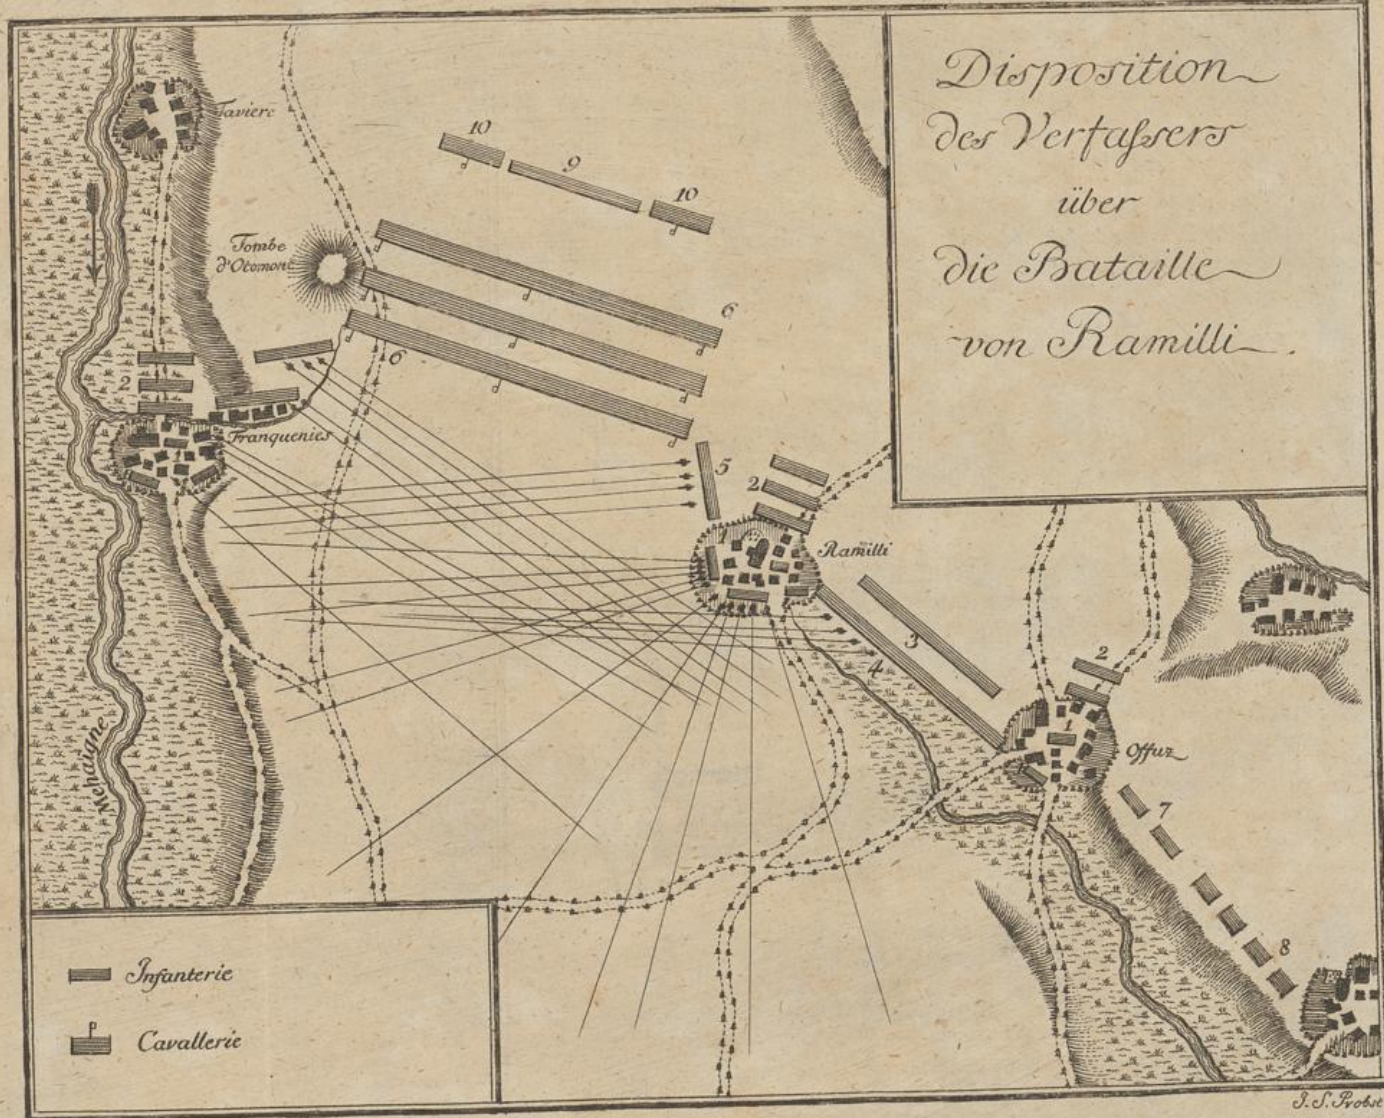 Disposition
des Verfaſsers
über
die Bataille
von Ramilli.
Taviere
10
9
10
Tombe
d'Otomont
6
6
2
Franquenies
5
2
1
Ramilli
3
4
2
1
Offuz
7
8
Mehaigne
Infanterie
Cavallerie
J. S. Probst